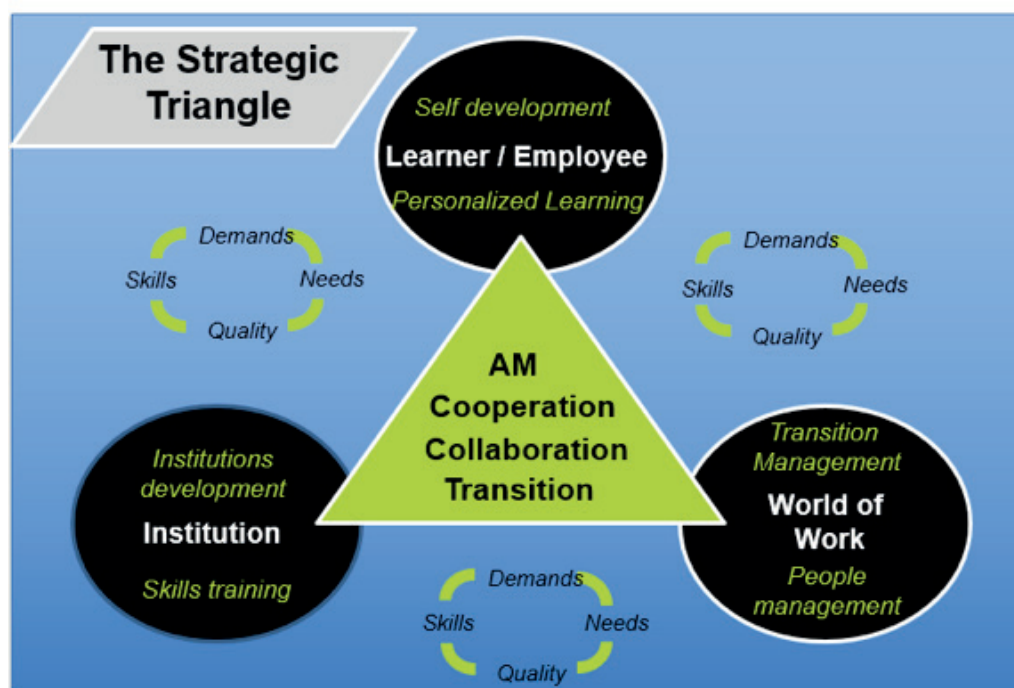 The Strategic
Triangle
Self development
Learner / Employee
Personalized Learning
Demands
Skills
Needs
Quality
Demands
Skills
Needs
Quality
AM
Cooperation
Collaboration
Transition
Institutions
development
Institution
Skills training
Transition
Management
World of
Work
People
management
Demands
Skills
Needs
Quality